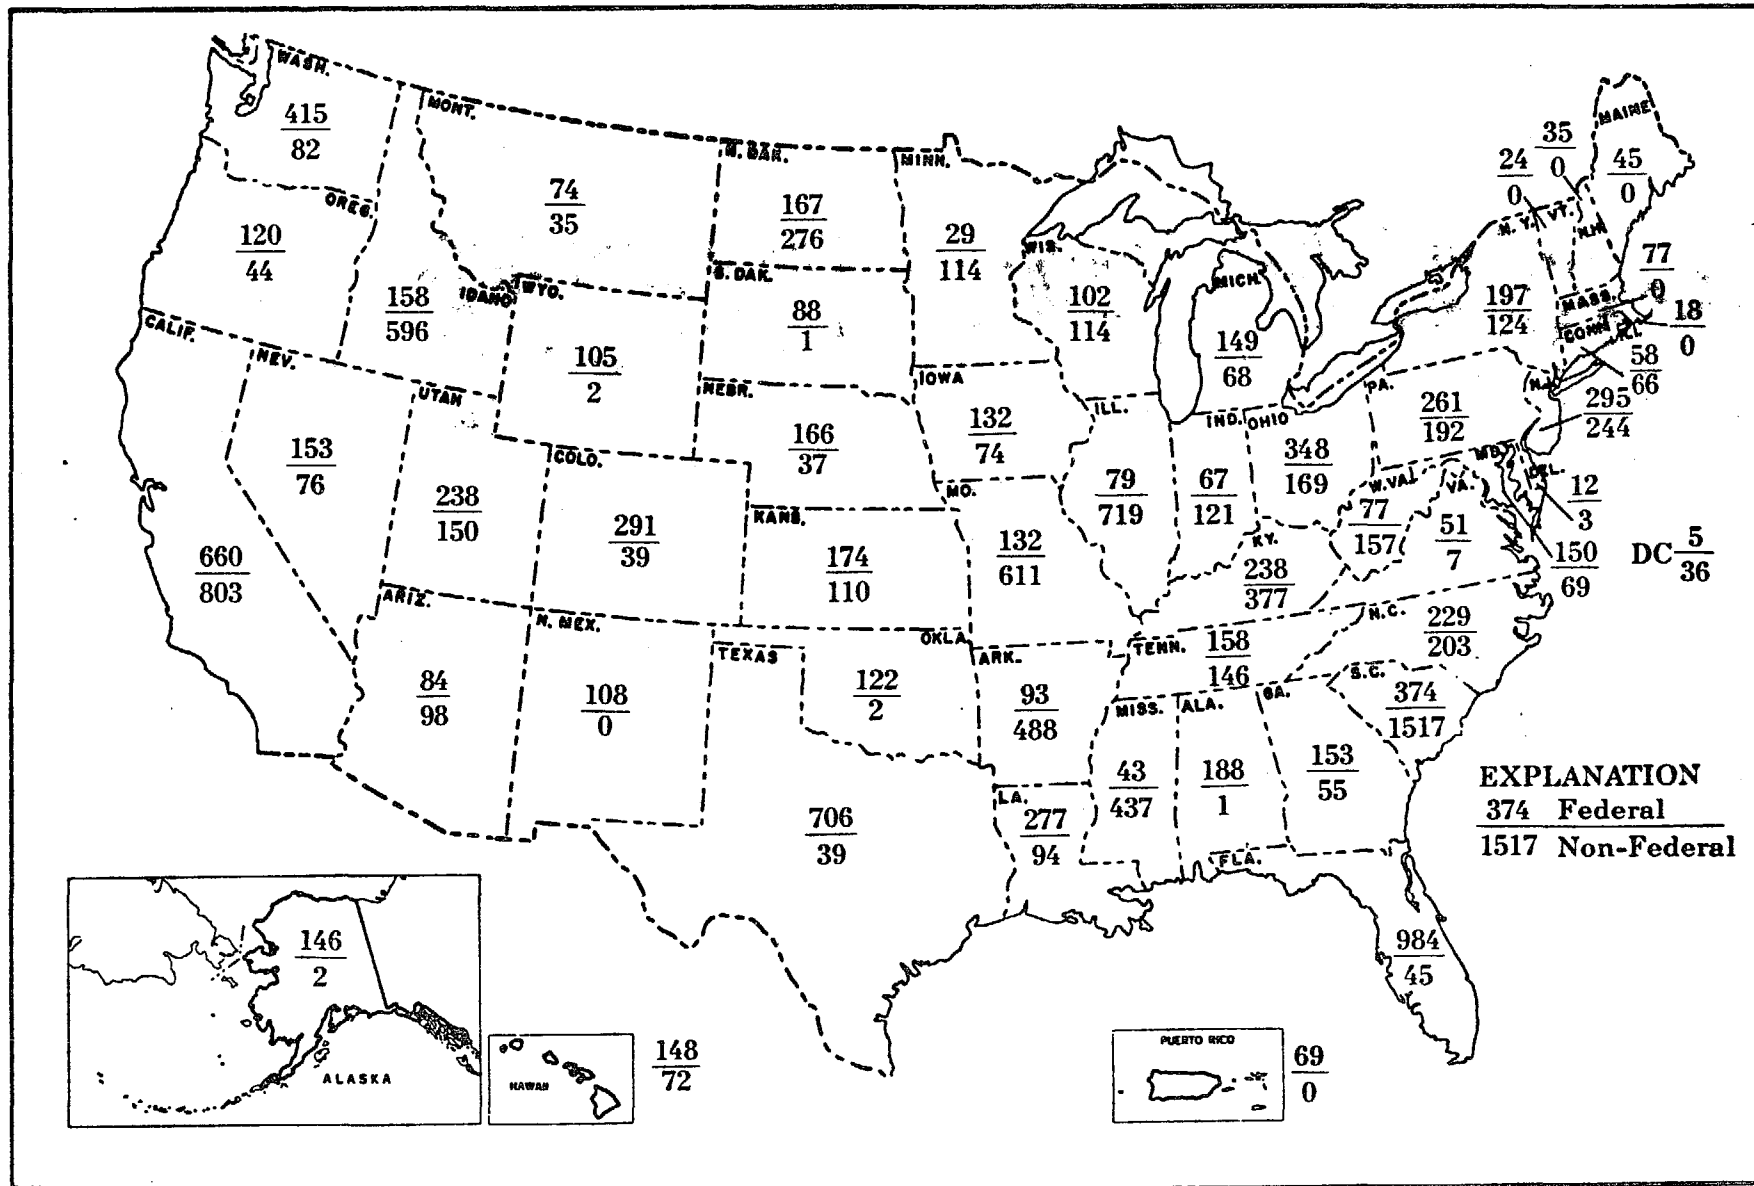 WASH.
415
82
MONT.
74
35
N. DAK.
167
276
MINN.
29
114
OREG.
120
44
IDAHO
158
596
WYO.
105
2
S. DAK.
88
1
WIS.
102
114
MICH.
149
68
MAINE
45
0
35
0
24
0
N. Y.
VT.
N.H.
197
124
MASS.
77
0
CONN.
R.I.
18
0
58
66
CALIF.
660
803
NEV.
153
76
UTAH
238
150
COLO.
291
39
NEBR.
166
37
IOWA
132
74
ILL.
79
719
IND.
67
121
OHIO
348
169
PA.
261
192
N.J.
295
244
MD.
DEL.
12
3
150
69
DC 5
36
W.VA.
77
157
VA.
51
7
KANS.
174
110
MO.
132
611
KY.
238
377
ARIZ.
84
98
N. MEX.
108
0
TEXAS
706
39
OKLA.
122
2
ARK.
93
488
TENN.
158
146
N.C.
229
203
S.C.
374
1517
MISS.
43
437
ALA.
188
1
GA.
153
55
LA.
277
94
FLA.
984
45
EXPLANATION
374 Federal
1517 Non-Federal
146
2
ALASKA
HAWAII
148
72
PUERTO RICO
69
0